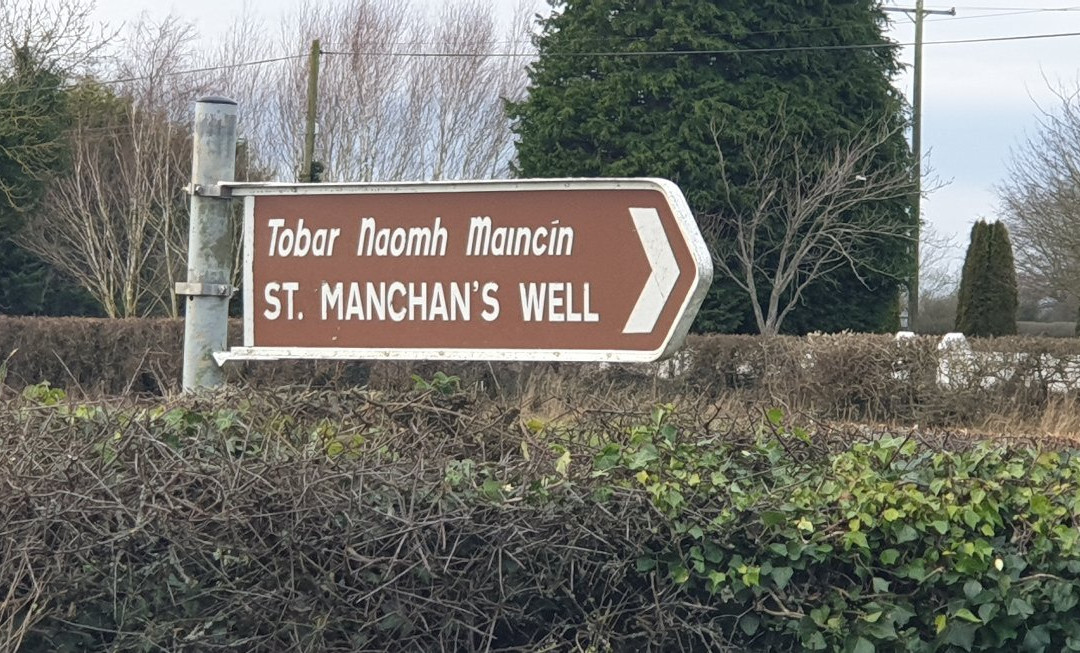 Tobar Naomh Maincín
ST. MANCHAN'S WELL